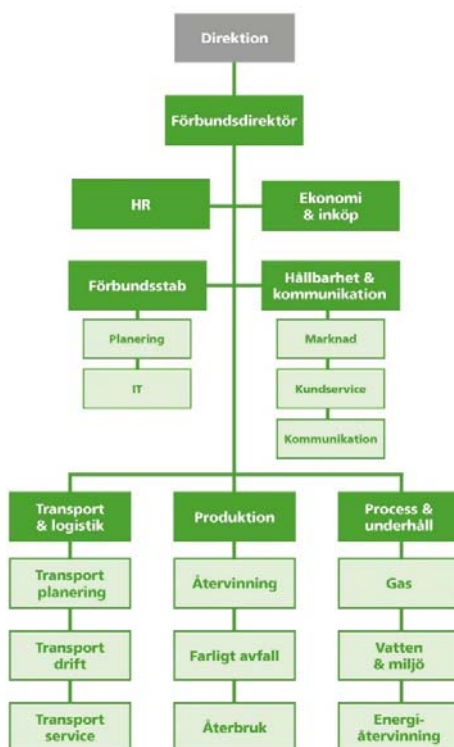 Direktion
Förbundsdirektör
HR
Ekonomi
& inköp
Förbundsstab
Hållbarhet &
kommunikation
Planering
Marknad
IT
Kundservice
Kommunikation
Transport
& logistik
Produktion
Process &
underhåll
Transport
planering
Återvinning
Gas
Transport
drift
Farligt avfall
Vatten
& miljö
Transport
service
Återbruk
Energi-
återvinning